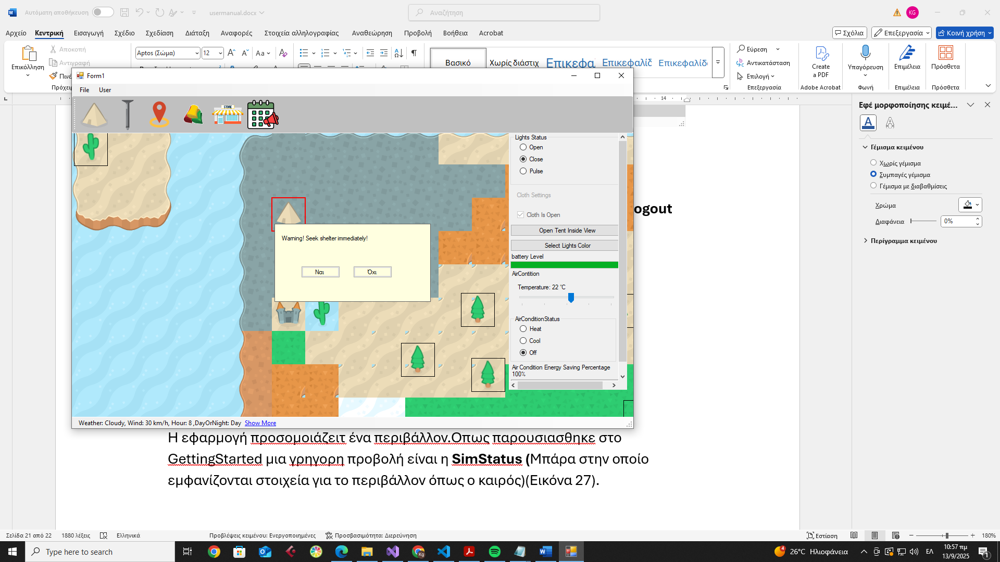 Αυτόματη αποθήκευση
usermanual.docx
Αναζήτηση
KG
Αρχείο Κεντρική Εισαγωγή Σχέδιο Σχεδίαση Διάταξη Αναφορές Στοιχεία αλληλογραφίας Αναθεώρηση Προβολή Βοήθεια Acrobat
Σχόλια Επεξεργασία Κοινή χρήση
Επικόλληση
Αποκοπή
Αντιγραφή
Πρόχει
Aptos (Σώμα) 12 Aa
Βασικό Χωρίς διάστιχ Επικεφα Επικεφαλίδ Επικεφαλίδ
Εύρεση
Αντικατάσταση
Επιλογή
Επεξεργασία
Create
a PDF
Adobe Acrobat
Υπαγόρευση
Φωνή
Επιμέλεια
Επιμέλεια
Πρόσθετα
Πρόσθετα
14
Form1
File User
STORE
Lights Status
Open
Close
Pulse
Cloth Settings
Cloth Is Open
Open Tent Inside View
Select Lights Color
battery Level
AirContition
Temperature: 22 °C
AirConditionStatus
Heat
Cool
Off
Air Condition Energy Saving Percentage
100%
Warning! Seek shelter immediately!
Ναι Όχι
Weather: Cloudy, Wind: 30 km/h, Hour: 8 ,DayOrNight: Day Show More
ogout
Η εφαρμογή προσομοιάζειτ ένα περιβάλλον.Οπως παρουσιασθηκε στο
GettingStarted μια γρηγορη προβολή είναι η SimStatus (Μπάρα στην οποίο
εμφανίζονται στοιχεία για το περιβάλλον όπως ο καιρός)(Εικόνα 27).
Εφέ μορφοποίησης κειμέ...
Γέμισμα κειμένου
Χωρίς γέμισμα
Συμπαγές γέμισμα
Γέμισμα με διαβαθμίσεις
Χρώμα
Διαφάνεια 0%
Περίγραμμα κειμένου
Σελίδα 21 από 22 1880 λέξεις Ελληνικά Προβλέψεις κειμένου: Ενεργοποιημένες Προσβασιμότητα: Διερεύνηση Εστίαση 180%
Type here to search
26°C Ηλιοφάνεια ΕΛ
10:57 πμ
13/9/2025